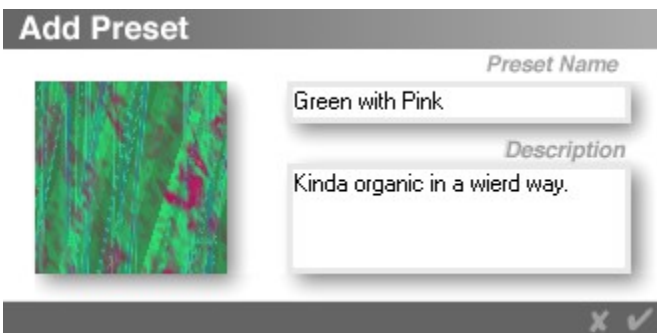 Add Preset
Preset Name
Green with Pink
Description
Kinda organic in a wierd way.